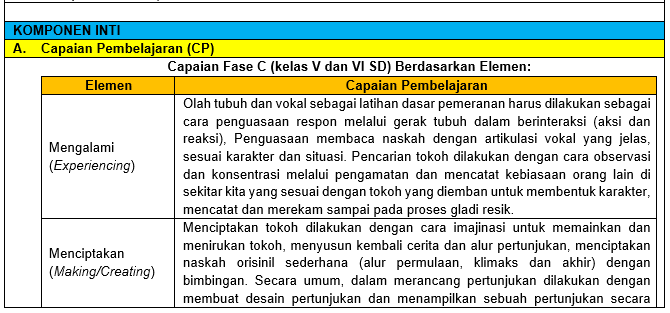 KOMPONEN INTI
A. Capaian Pembelajaran (CP)
Capaian Fase C (kelas V dan VI SD) Berdasarkan Elemen:
Elemen
Capaian Pembelajaran
Mengalami
(Experiencing)
Olah tubuh dan vokal sebagai latihan dasar pemeranan harus dilakukan sebagai
cara penguasaan respon melalui gerak tubuh dalam berinteraksi (aksi dan
reaksi), Penguasaan membaca naskah dengan artikulasi vokal yang jelas,
sesuai karakter dan situasi. Pencarian tokoh dilakukan dengan cara observasi
dan konsentrasi melalui pengamatan dan mencatat kebiasaan orang lain di
sekitar kita yang sesuai dengan tokoh yang diemban untuk membentuk karakter,
mencatat dan merekam sampai pada proses gladi resik.
Menciptakan
(Making/Creating)
Menciptakan tokoh dilakukan dengan cara imajinasi untuk memainkan dan
menirukan tokoh, menyusun kembali cerita dan alur pertunjukan, menciptakan
naskah orisinil sederhana (alur permulaan, klimaks dan akhir) dengan
bimbingan. Secara umum, dalam merancang pertunjukan dilakukan dengan
membuat desain pertunjukan dan menampilkan sebuah pertunjukan secara